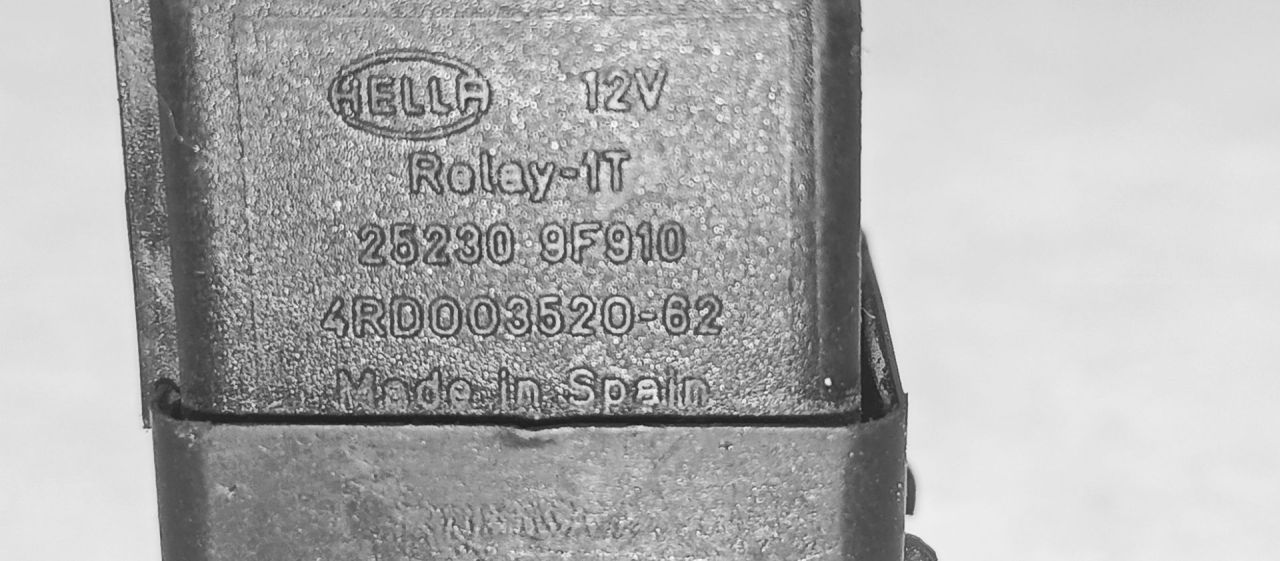 HELLA 12V
Relay-1T
25230 9F910
4RD003520-62
Made in Spain